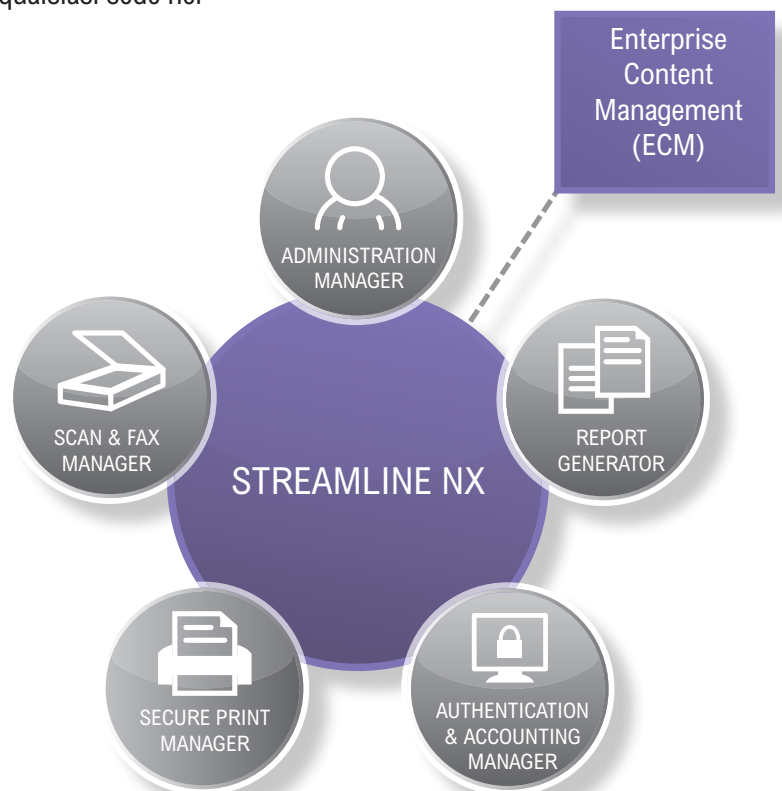 Enterprise
Content
Management
(ECM)
ADMINISTRATION
MANAGER
SCAN & FAX
MANAGER
REPORT
GENERATOR
STREAMLINE NX
SECURE PRINT
MANAGER
AUTHENTICATION
& ACCOUNTING
MANAGER